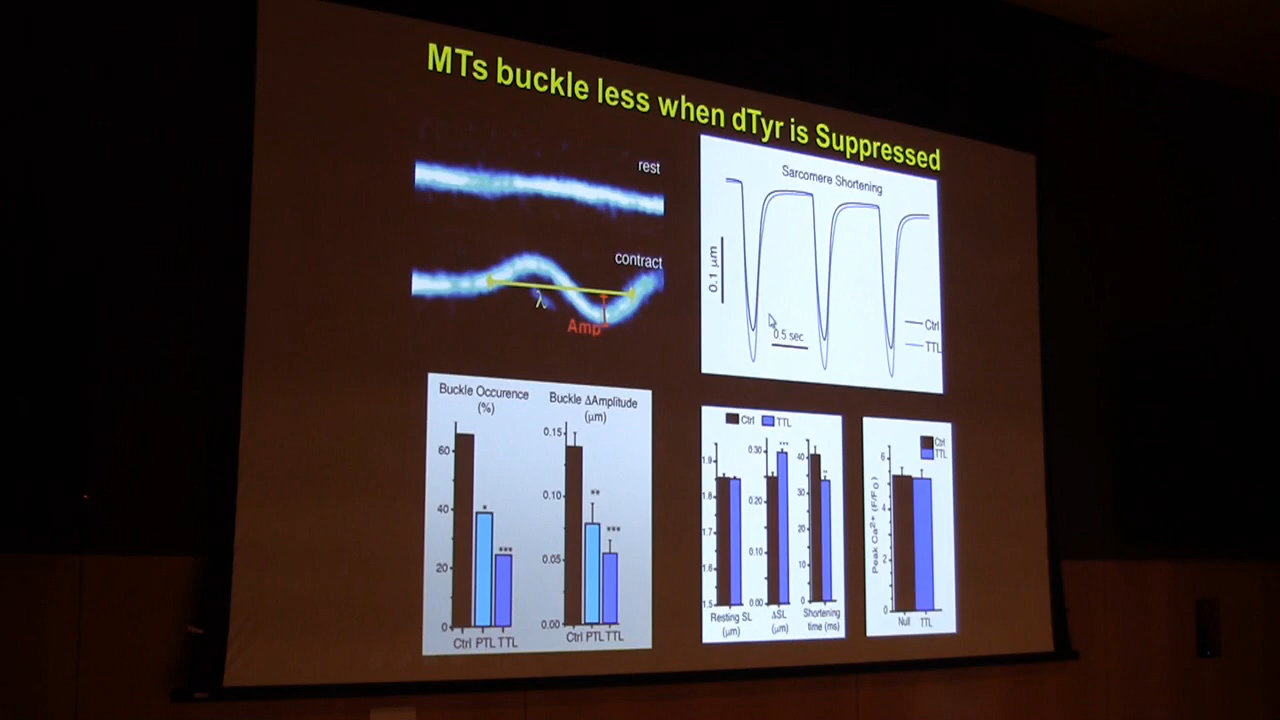 MTs buckle less when dTyr is Suppressed
rest
contract
λ
Amp
Sarcomere Shortening
0.1 µm
0.5 sec
Ctrl
TTL
Buckle Occurence
(%)
60
40
20
0
Ctrl PTL TTL
Buckle ΔAmplitude
(µm)
0.15
0.10
0.05
0.00
** 
***
*
***
Ctrl PTL TTL
Ctrl TTL
1.9
1.8
1.7
1.6
1.5
Resting SL
(µm)
0.30
0.20
0.10
0.00
***
ΔSL
(µm)
40
30
20
10
0
**
Shortening
time (ms)
Ctrl
TTL
Peak Ca²⁺ (F/Fo)
6
4
2
0
Null TTL